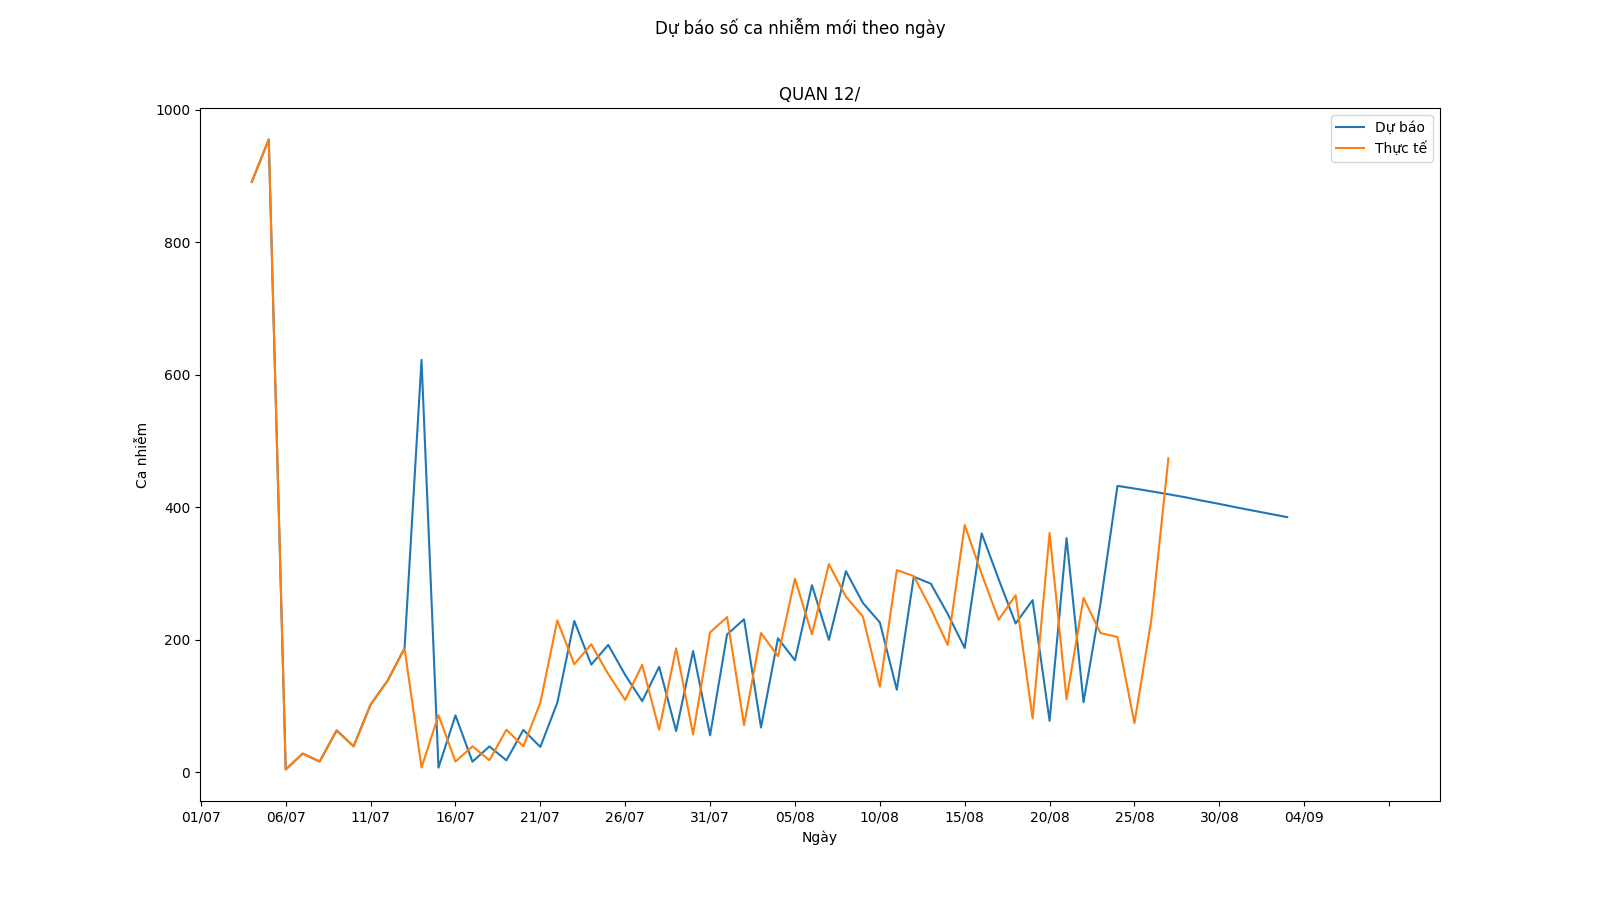 Dự báo số ca nhiễm mới theo ngày
QUAN 12/
Dự báo
Thực tế
1000
800
600
400
200
0
Ca nhiễm
01/07 06/07 11/07 16/07 21/07 26/07 31/07 05/08 10/08 15/08 20/08 25/08 30/08 04/09
Ngày